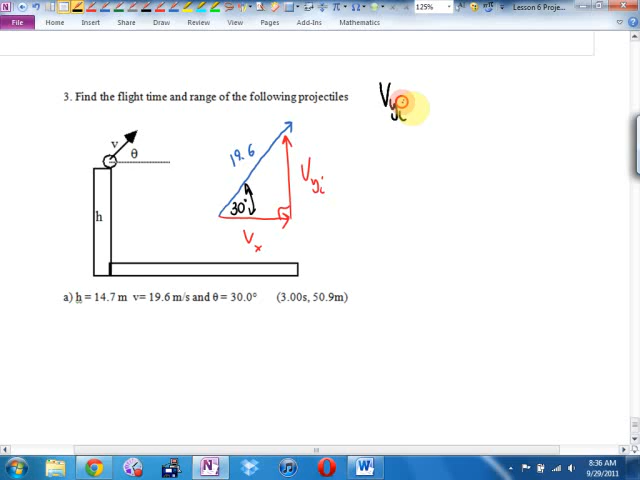 File Home Insert Draw View Pages Add-Ins Mathematics
125%
Lesson 6 Proje...
3. Find the flight time and range of the following projectiles
Vyi
v
θ
19.6
Vyi
30°
h
Vx
a) h = 14.7 m v= 19.6 m/s and θ = 30.0° (3.00s, 50.9m)
8:36 AM
9/29/2011